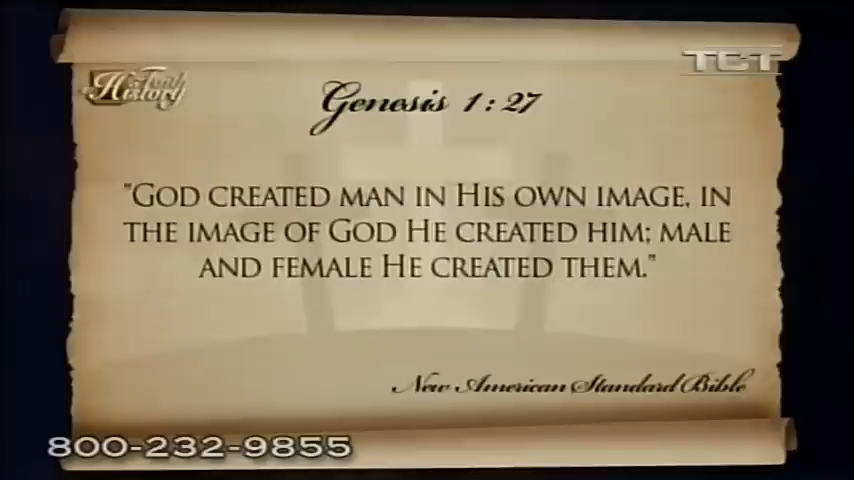 TCT
Faith
History
Genesis 1:27
"GOD CREATED MAN IN HIS OWN IMAGE, IN
THE IMAGE OF GOD HE CREATED HIM; MALE
AND FEMALE HE CREATED THEM."
New American Standard Bible
800-232-9855